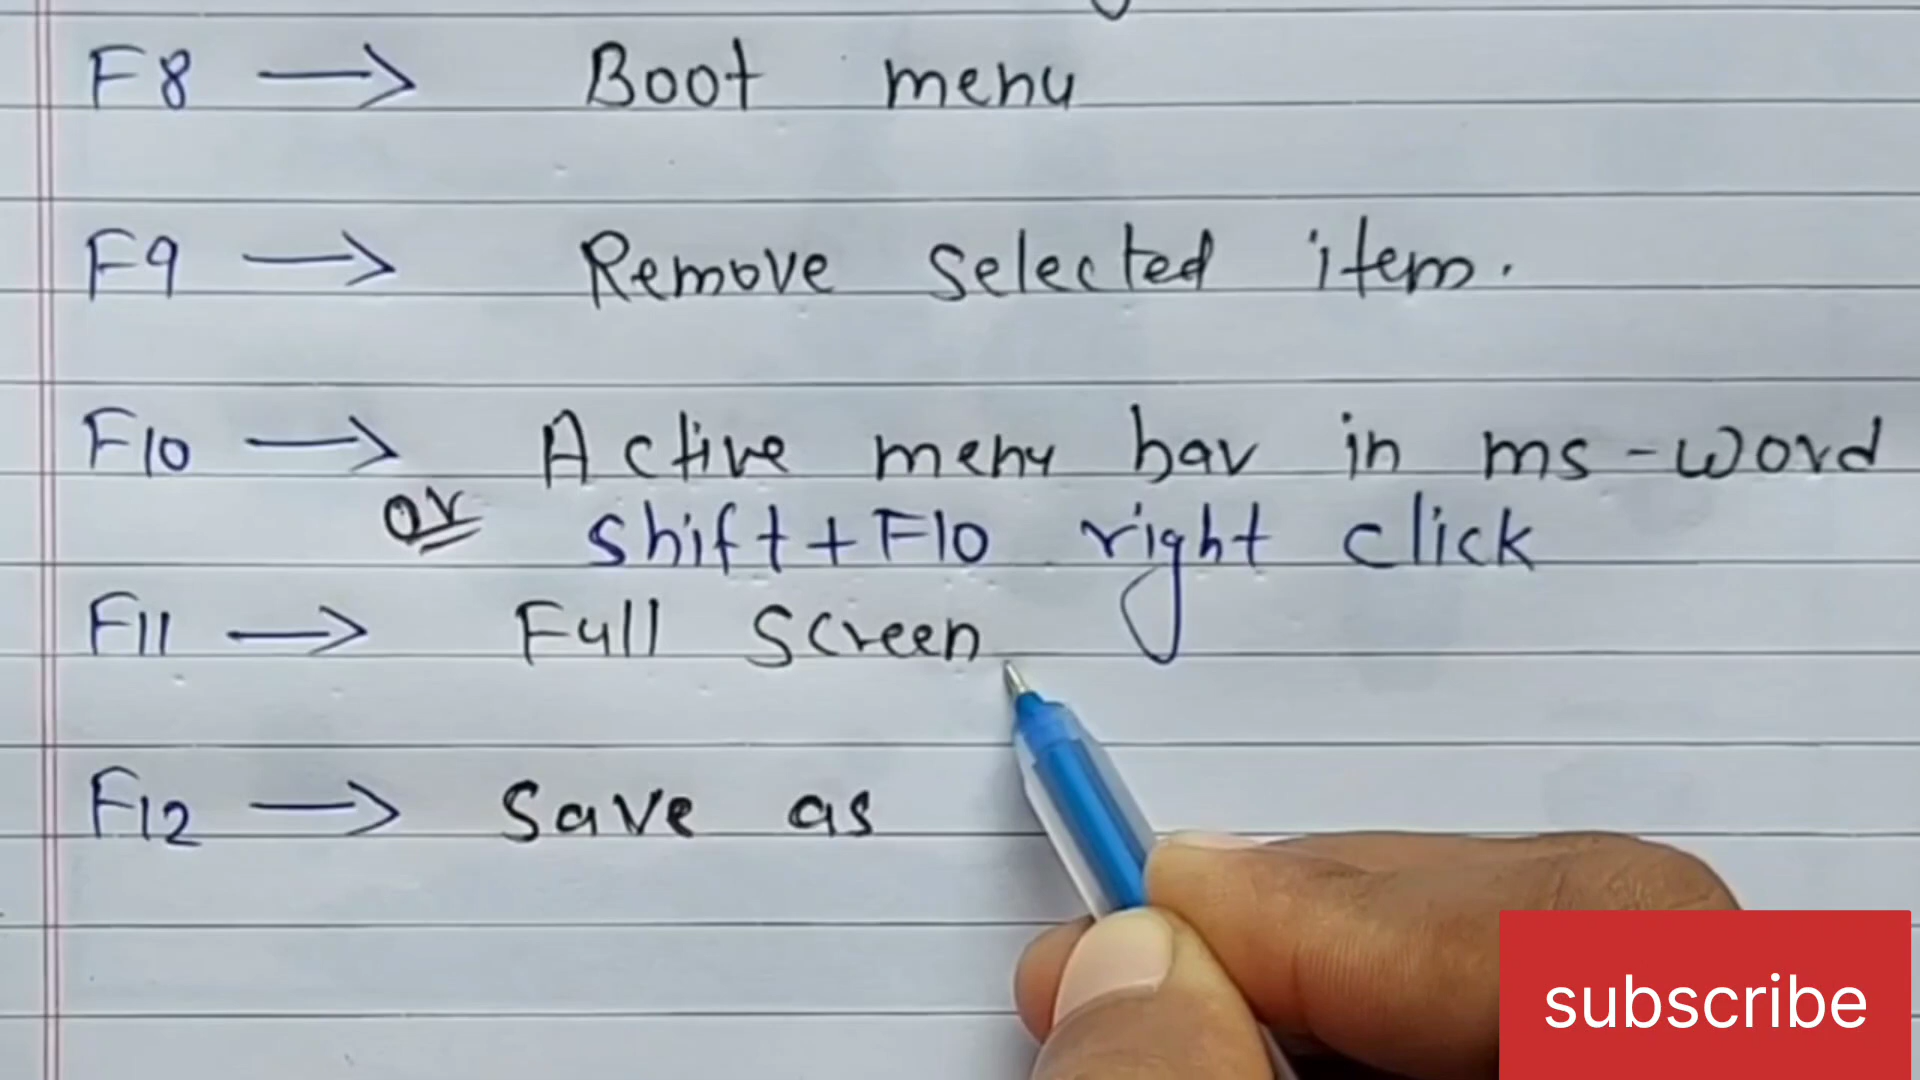 F8 → Boot menu
F9 → Remove selected item.
F10 → Active menu bar in ms-word
or shift+F10 right click
F11 → Full Screen
F12 → Save as
subscribe